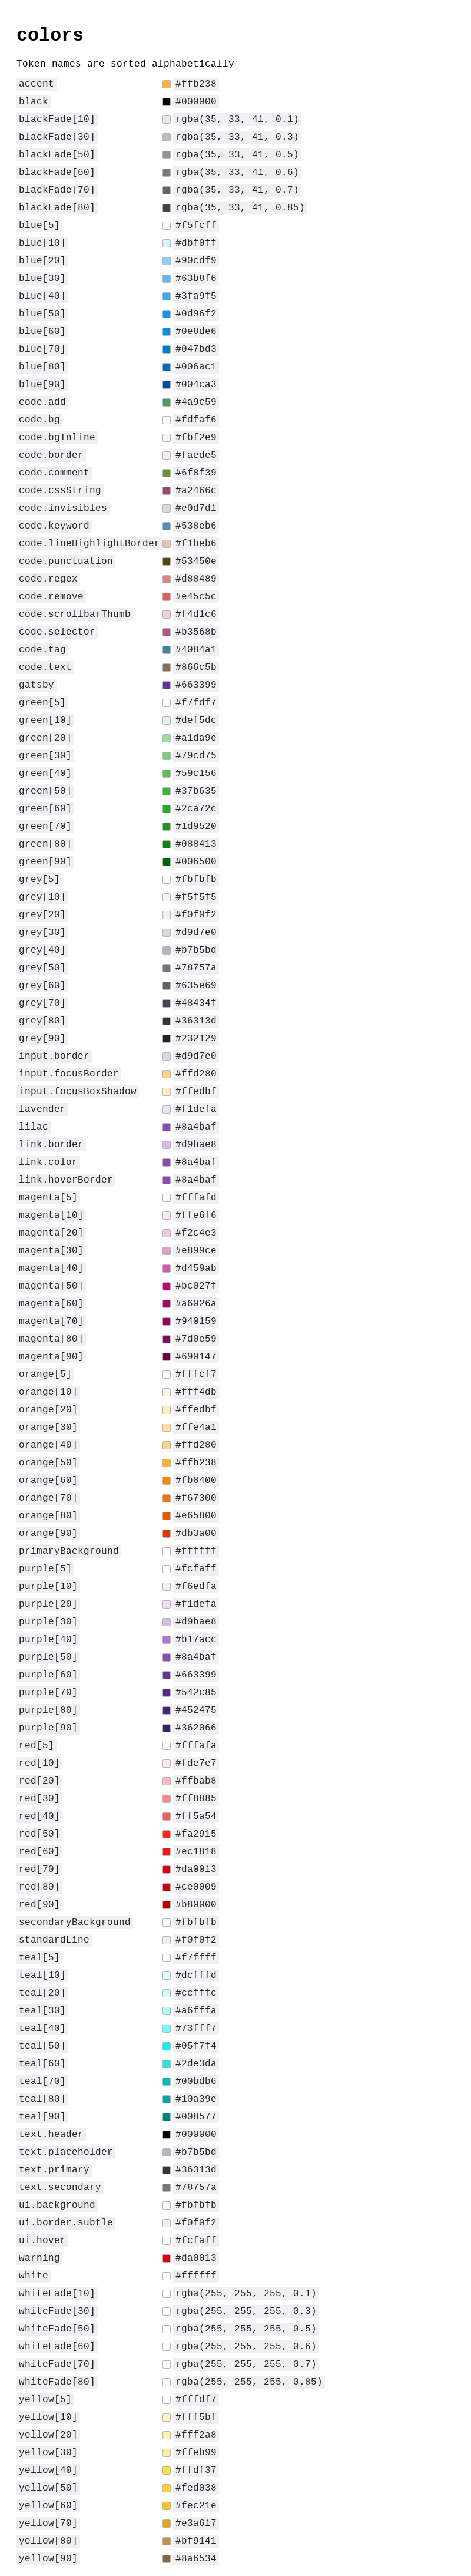 colors
Token names are sorted alphabetically
accent #ffb238
black #000000
blackFade[10] rgba(35, 33, 41, 0.1)
blackFade[30] rgba(35, 33, 41, 0.3)
blackFade[50] rgba(35, 33, 41, 0.5)
blackFade[60] rgba(35, 33, 41, 0.6)
blackFade[70] rgba(35, 33, 41, 0.7)
blackFade[80] rgba(35, 33, 41, 0.85)
blue[5] #f5fcff
blue[10] #dbf0ff
blue[20] #90cdf9
blue[30] #63b8f6
blue[40] #3fa9f5
blue[50] #0d96f2
blue[60] #0e8de6
blue[70] #047bd3
blue[80] #006ac1
blue[90] #004ca3
code.add #4a9c59
code.bg #fdfaf6
code.bgInline #fbf2e9
code.border #faede5
code.comment #6f8f39
code.cssString #a2466c
code.invisibles #e0d7d1
code.keyword #538eb6
code.lineHighlightBorder #f1beb6
code.punctuation #53450e
code.regex #d88489
code.remove #e45c5c
code.scrollbarThumb #f4d1c6
code.selector #b3568b
code.tag #4084a1
code.text #866c5b
gatsby #663399
green[5] #f7fdf7
green[10] #def5dc
green[20] #a1da9e
green[30] #79cd75
green[40] #59c156
green[50] #37b635
green[60] #2ca72c
green[70] #1d9520
green[80] #088413
green[90] #006500
grey[5] #fbfbfb
grey[10] #f5f5f5
grey[20] #f0f0f2
grey[30] #d9d7e0
grey[40] #b7b5bd
grey[50] #78757a
grey[60] #635e69
grey[70] #48434f
grey[80] #36313d
grey[90] #232129
input.border #d9d7e0
input.focusBorder #ffd280
input.focusBoxShadow #ffedbf
lavender #f1defa
lilac #8a4baf
link.border #d9bae8
link.color #8a4baf
link.hoverBorder #8a4baf
magenta[5] #fffafd
magenta[10] #ffe6f6
magenta[20] #f2c4e3
magenta[30] #e899ce
magenta[40] #d459ab
magenta[50] #bc027f
magenta[60] #a6026a
magenta[70] #940159
magenta[80] #7d0e59
magenta[90] #690147
orange[5] #fffcf7
orange[10] #fff4db
orange[20] #ffedbf
orange[30] #ffe4a1
orange[40] #ffd280
orange[50] #ffb238
orange[60] #fb8400
orange[70] #f67300
orange[80] #e65800
orange[90] #db3a00
primaryBackground #ffffff
purple[5] #fcfaff
purple[10] #f6edfa
purple[20] #f1defa
purple[30] #d9bae8
purple[40] #b17acc
purple[50] #8a4baf
purple[60] #663399
purple[70] #542c85
purple[80] #452475
purple[90] #362066
red[5] #fffafa
red[10] #fde7e7
red[20] #ffbab8
red[30] #ff8885
red[40] #ff5a54
red[50] #fa2915
red[60] #ec1818
red[70] #da0013
red[80] #ce0009
red[90] #b80000
secondaryBackground #fbfbfb
standardLine #f0f0f2
teal[5] #f7ffff
teal[10] #dcfffd
teal[20] #ccfffc
teal[30] #a6fffa
teal[40] #73fff7
teal[50] #05f7f4
teal[60] #2de3da
teal[70] #00bdb6
teal[80] #10a39e
teal[90] #008577
text.header #000000
text.placeholder #b7b5bd
text.primary #36313d
text.secondary #78757a
ui.background #fbfbfb
ui.border.subtle #f0f0f2
ui.hover #fcfaff
warning #da0013
white #ffffff
whiteFade[10] rgba(255, 255, 255, 0.1)
whiteFade[30] rgba(255, 255, 255, 0.3)
whiteFade[50] rgba(255, 255, 255, 0.5)
whiteFade[60] rgba(255, 255, 255, 0.6)
whiteFade[70] rgba(255, 255, 255, 0.7)
whiteFade[80] rgba(255, 255, 255, 0.85)
yellow[5] #fffdf7
yellow[10] #fff5bf
yellow[20] #fff2a8
yellow[30] #ffeb99
yellow[40] #ffdf37
yellow[50] #fed038
yellow[60] #fec21e
yellow[70] #e3a617
yellow[80] #bf9141
yellow[90] #8a6534